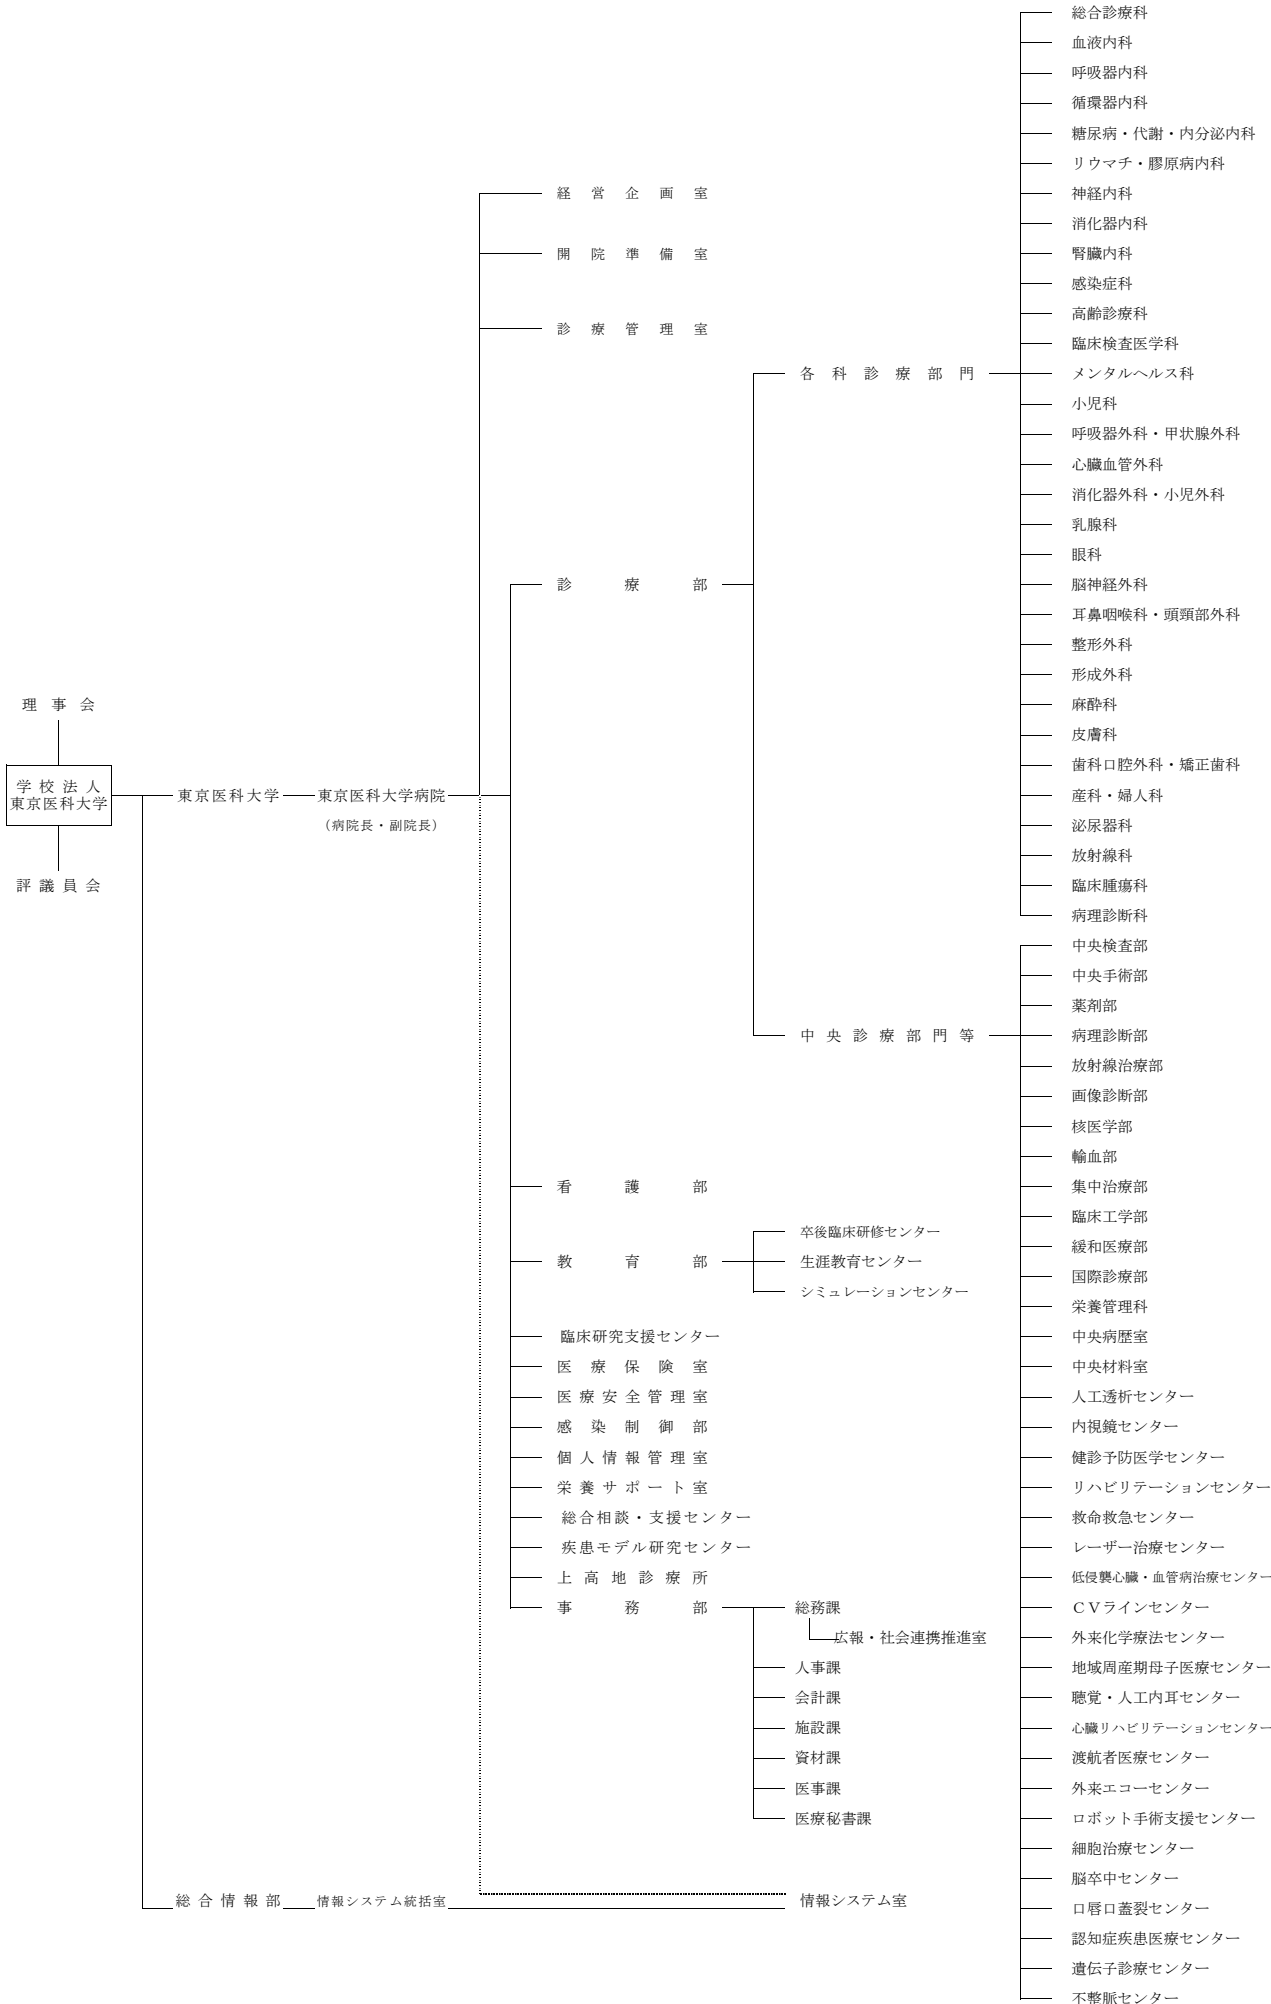 理事会
学校法人
東京医科大学
評議員会
東京医科大学
東京医科大学病院
（病院長・副院長）
総合情報部
情報システム統括室
経営企画室
開院準備室
診療管理室
診療部
看護部
教育部
臨床研究支援センター
医療保険室
医療安全管理室
感染制御部
個人情報管理室
栄養サポート室
総合相談・支援センター
疾患モデル研究センター
上高地診療所
事務部
各科診療部門
中央診療部門等
卒後臨床研修センター
生涯教育センター
シミュレーションセンター
総務課
広報・社会連携推進室
人事課
会計課
施設課
資材課
医事課
医療秘書課
情報システム室
総合診療科
血液内科
呼吸器内科
循環器内科
糖尿病・代謝・内分泌内科
リウマチ・膠原病内科
神経内科
消化器内科
腎臓内科
感染症科
高齢診療科
臨床検査医学科
メンタルヘルス科
小児科
呼吸器外科・甲状腺外科
心臓血管外科
消化器外科・小児外科
乳腺科
眼科
脳神経外科
耳鼻咽喉科・頭頸部外科
整形外科
形成外科
麻酔科
皮膚科
歯科口腔外科・矯正歯科
産科・婦人科
泌尿器科
放射線科
臨床腫瘍科
病理診断科
中央検査部
中央手術部
薬剤部
病理診断部
放射線治療部
画像診断部
核医学部
輸血部
集中治療部
臨床工学部
緩和医療部
国際診療部
栄養管理科
中央病歴室
中央材料室
人工透析センター
内視鏡センター
健診予防医学センター
リハビリテーションセンター
救命救急センター
レーザー治療センター
低侵襲心臓・血管病治療センター
ＣＶラインセンター
外来化学療法センター
地域周産期母子医療センター
聴覚・人工内耳センター
心臓リハビリテーションセンター
渡航者医療センター
外来エコーセンター
ロボット手術支援センター
細胞治療センター
脳卒中センター
口唇口蓋裂センター
認知症疾患医療センター
遺伝子診療センター
不整脈センター